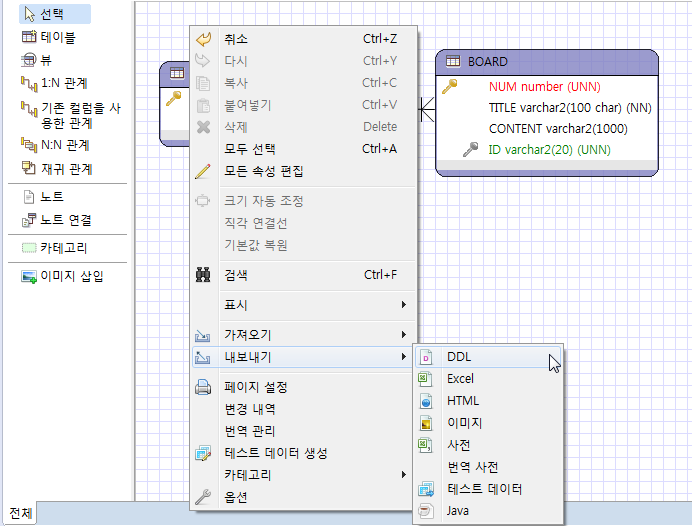 선택
테이블
뷰
1:N 관계
기존 컬럼을 사
용한 관계
N:N 관계
재귀 관계
노트
노트 연결
카테고리
이미지 삽입
취소 Ctrl+Z
다시 Ctrl+Y
복사 Ctrl+C
붙여넣기 Ctrl+V
삭제 Delete
모두 선택 Ctrl+A
모든 속성 편집
크기 자동 조정
직각 연결선
기본값 복원
검색 Ctrl+F
표시
가져오기
내보내기
페이지 설정
변경 내역
번역 관리
테스트 데이터 생성
카테고리
옵션
DDL
Excel
HTML
이미지
사전
번역 사전
테스트 데이터
Java
BOARD
NUM number (UNN)
TITLE varchar2(100 char) (NN)
CONTENT varchar2(1000)
ID varchar2(20) (UNN)
전체